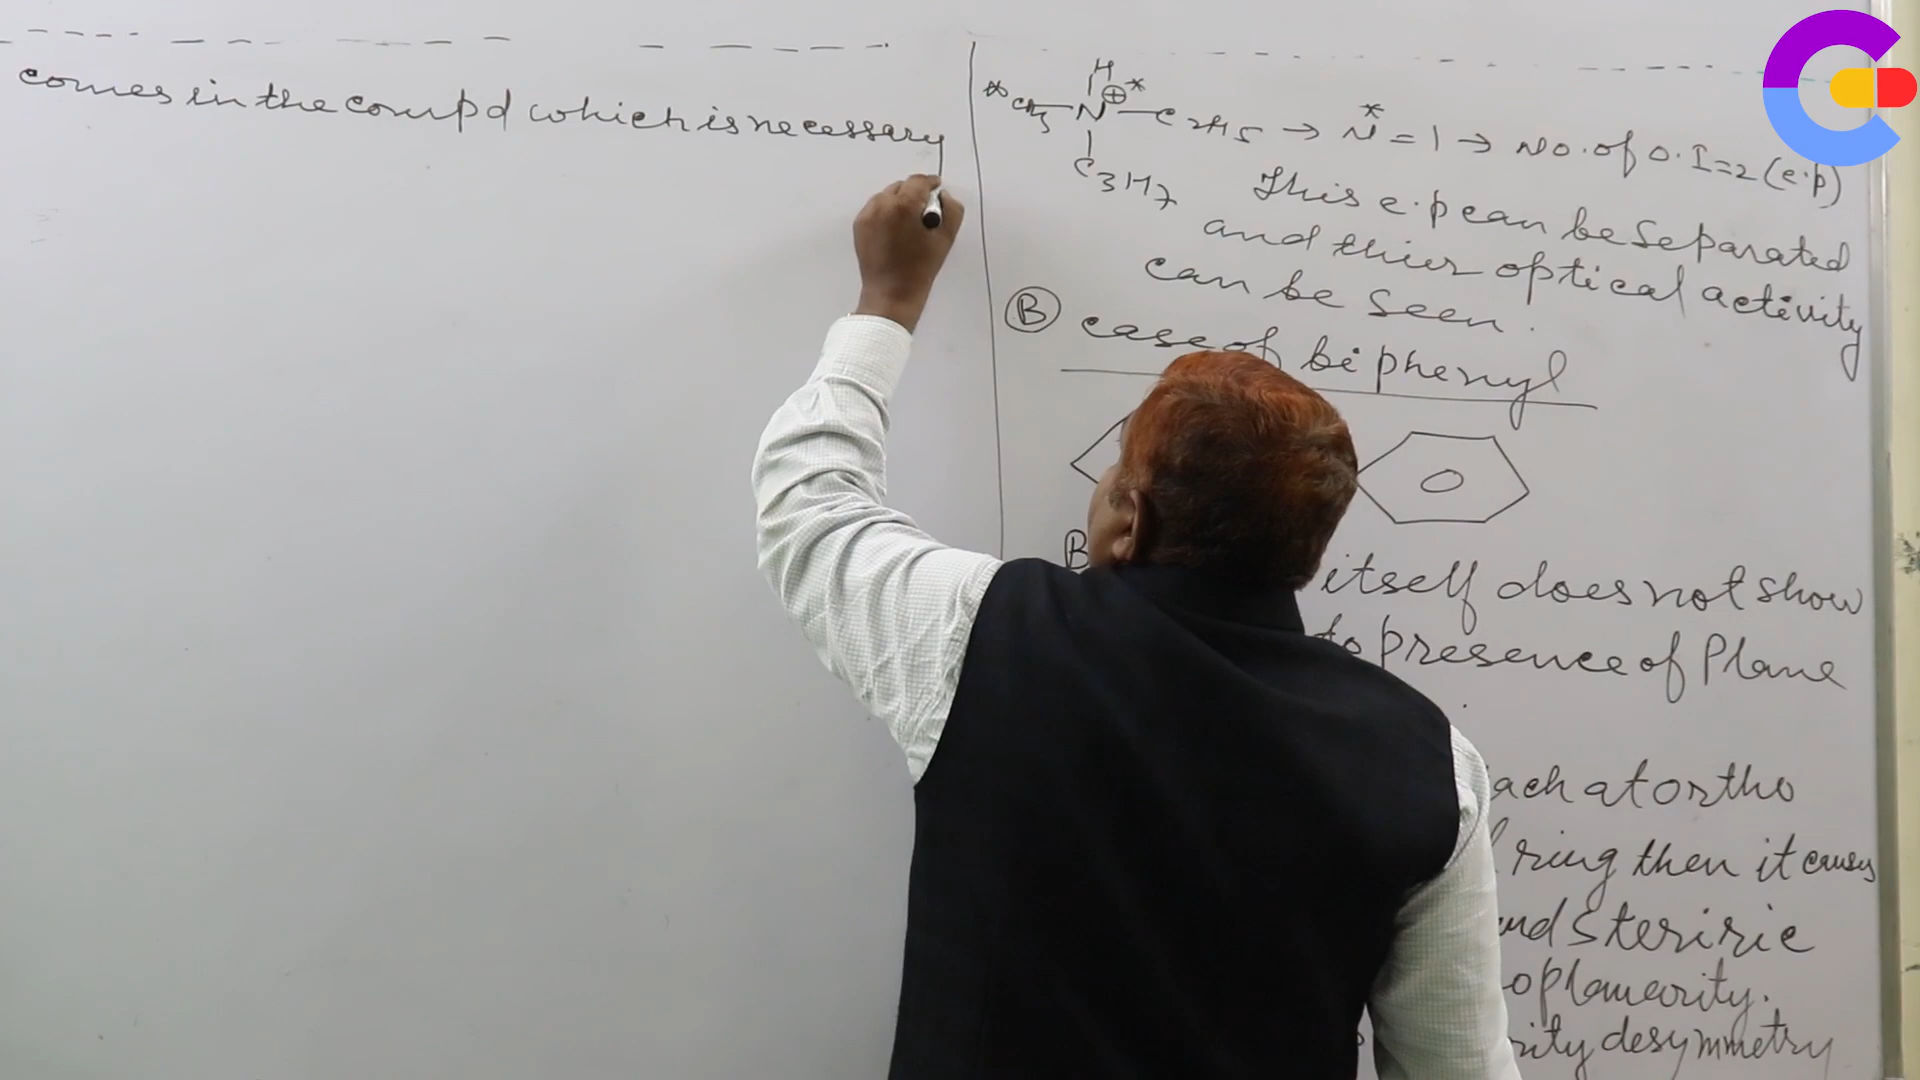 comes in the compd which is necessary
H
*CH3 — N⊕* — C2H5 → N* = 1 → No. of O.I = 2 (e.p)
C3H7
This e.p can be separated
and thier optical activity
can be seen.
B case of biphenyl
B itself does not show
to presence of Plane
ach at ortho
ring then it causes
and steriric
oplanarity.
rity desymmetry